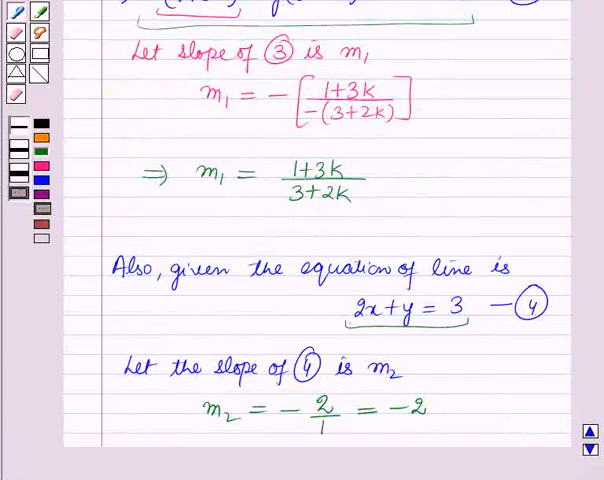 Let slope of ③ is m₁
m₁ = - [ 1+3k / -(3+2k) ]
⇒ m₁ = 1+3k / 3+2k
Also, given the equation of line is
2x+y = 3 - ④
Let the slope of ④ is m₂
m₂ = - 2/1 = -2